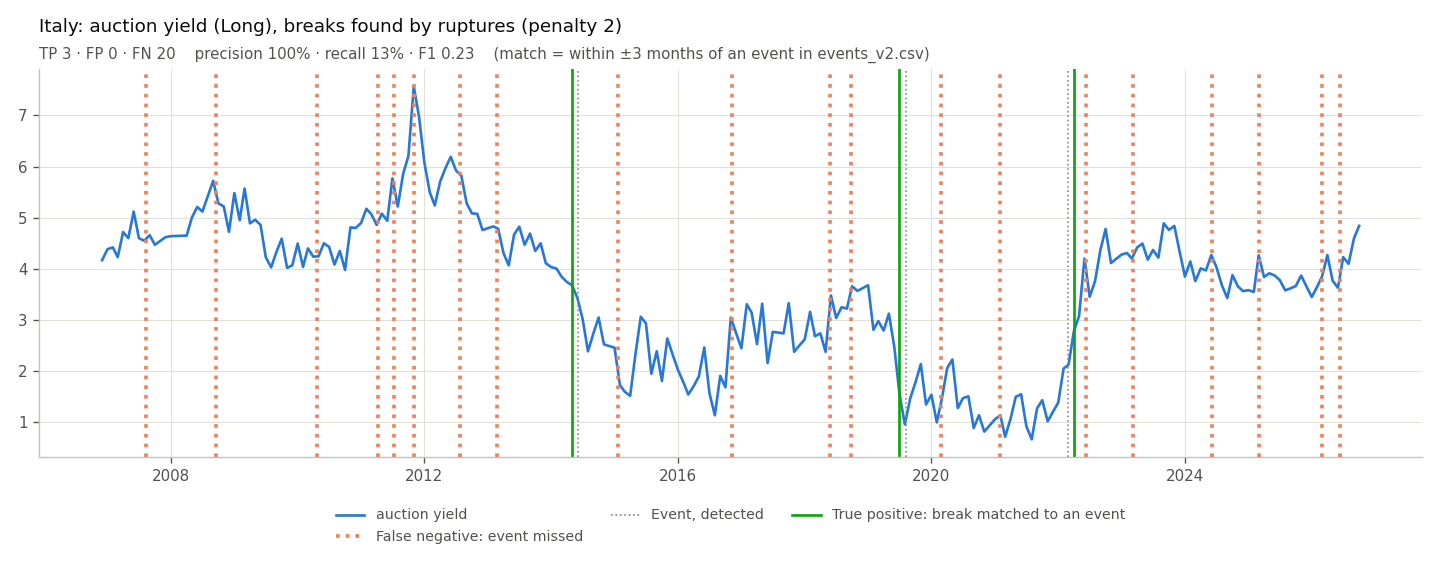 Italy: auction yield (Long), breaks found by ruptures (penalty 2)
TP 3 · FP 0 · FN 20    precision 100% · recall 13% · F1 0.23    (match = within ±3 months of an event in events_v2.csv)
7
6
5
4
3
2
1
2008 2012 2016 2020 2024
auction yield    Event, detected    True positive: break matched to an event
False negative: event missed